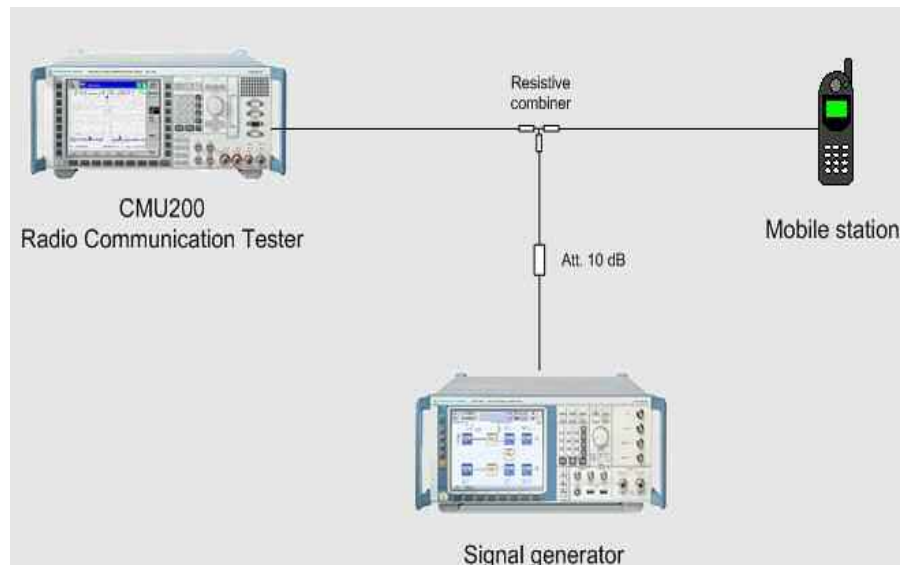 Resistive
combiner
CMU200
Radio Communication Tester
Mobile station
Att. 10 dB
Signal generator